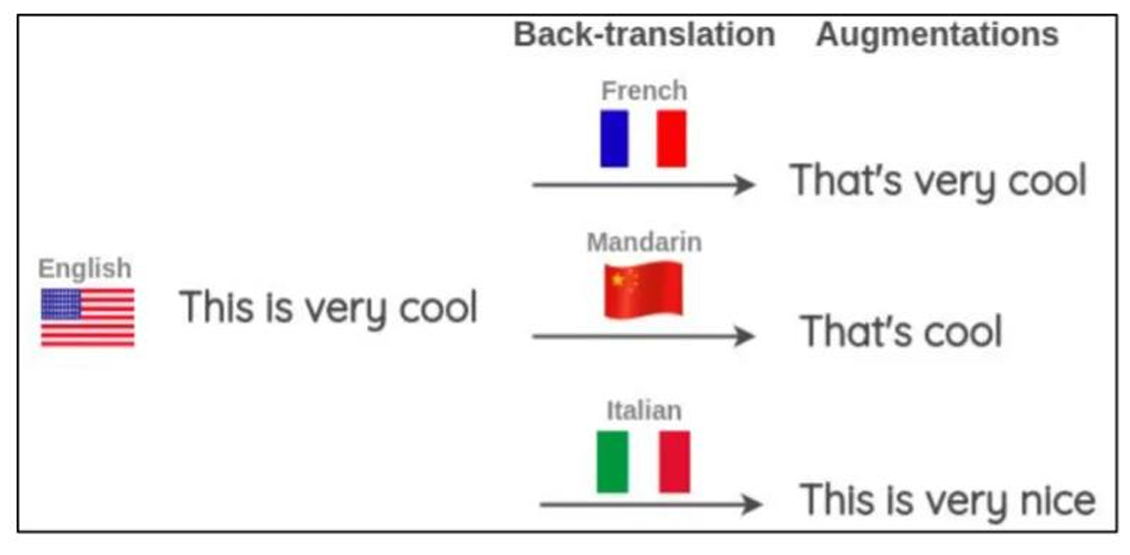 Back-translation Augmentations
French
That's very cool
Mandarin
English
This is very cool
That's cool
Italian
This is very nice